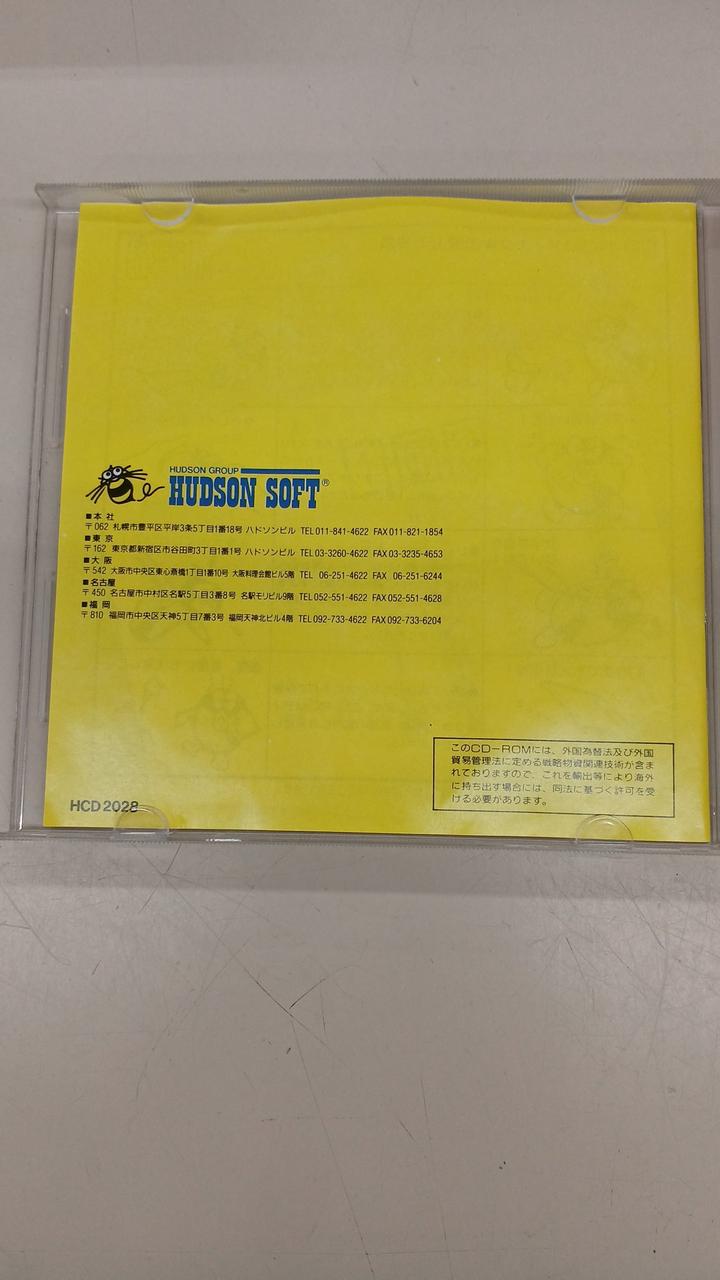 HUDSON GROUP
HUDSON SOFT®
■本 社
〒062 札幌市豊平区平岸3条5丁目1番18号 ハドソンビル TEL 011-841-4622 FAX 011-821-1854
■東 京
〒162 東京都新宿区市谷田町3丁目1番1号 ハドソンビル TEL 03-3260-4622 FAX 03-3235-4653
■大 阪
〒542 大阪市中央区東心斎橋1丁目1番10号 大阪料理会館ビル5階 TEL 06-251-4622 FAX 06-251-6244
■名古屋
〒450 名古屋市中村区名駅5丁目3番8号 名駅モリビル9階 TEL 052-551-4622 FAX 052-551-4628
■福 岡
〒810 福岡市中央区天神5丁目7番3号 福岡天神北ビル4階 TEL 092-733-4622 FAX 092-733-6204
このCD-ROMには、外国為替法及び外国
貿易管理法に定める戦略物資関連技術が含ま
れておりますので、これを輸出等により海外
に持ち出す場合には、同法に基づく許可を受
ける必要があります。
HCD2028